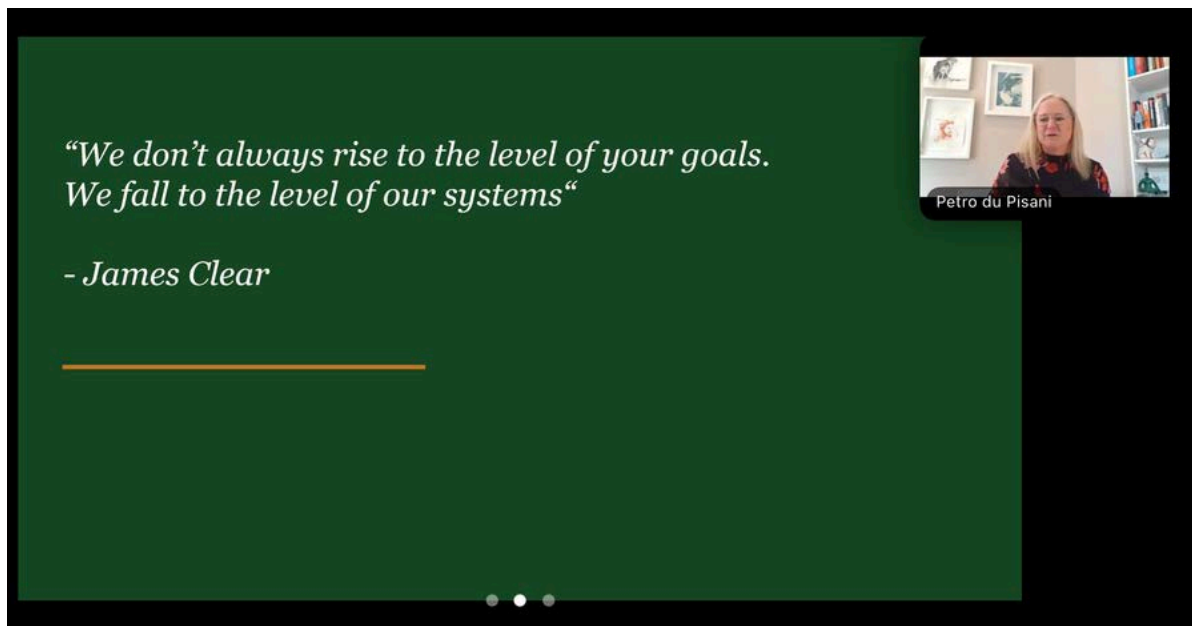 “We don’t always rise to the level of your goals.
We fall to the level of our systems“
- James Clear
Petro du Pisani